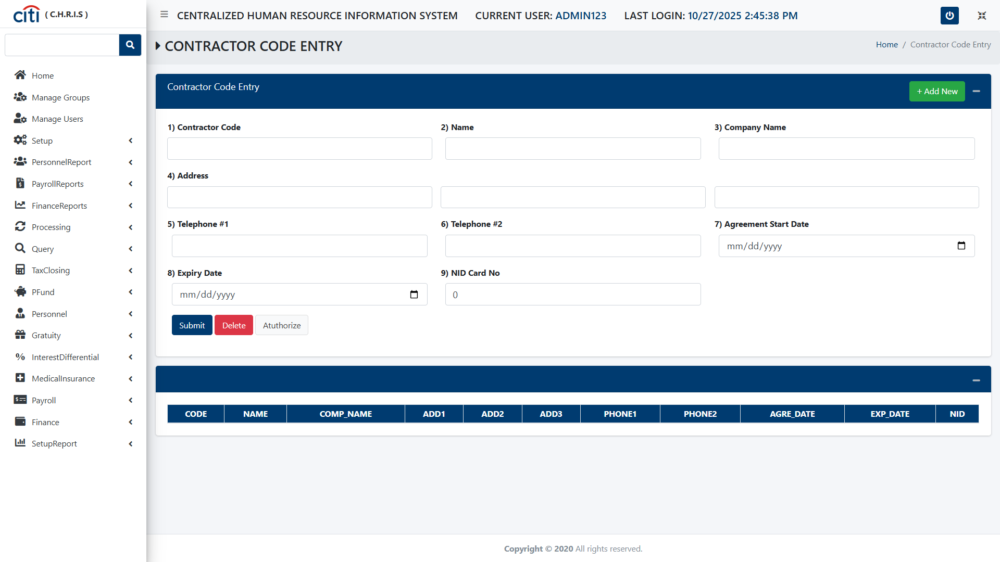 citi ( C.H.R.I.S )
CENTRALIZED HUMAN RESOURCE INFORMATION SYSTEM CURRENT USER: ADMIN123 LAST LOGIN: 10/27/2025 2:45:38 PM
CONTRACTOR CODE ENTRY
Home / Contractor Code Entry
Home
Manage Groups
Manage Users
Setup
PersonnelReport
PayrollReports
FinanceReports
Processing
Query
TaxClosing
PFund
Personnel
Gratuity
InterestDifferential
MedicalInsurance
Payroll
Finance
SetupReport
Contractor Code Entry
+ Add New
1) Contractor Code 2) Name 3) Company Name
4) Address
5) Telephone #1 6) Telephone #2 7) Agreement Start Date
mm/dd/yyyy
8) Expiry Date 9) NID Card No
mm/dd/yyyy 0
Submit Delete Atuthorize
CODE NAME COMP_NAME ADD1 ADD2 ADD3 PHONE1 PHONE2 AGRE_DATE EXP_DATE NID
Copyright © 2020 All rights reserved.